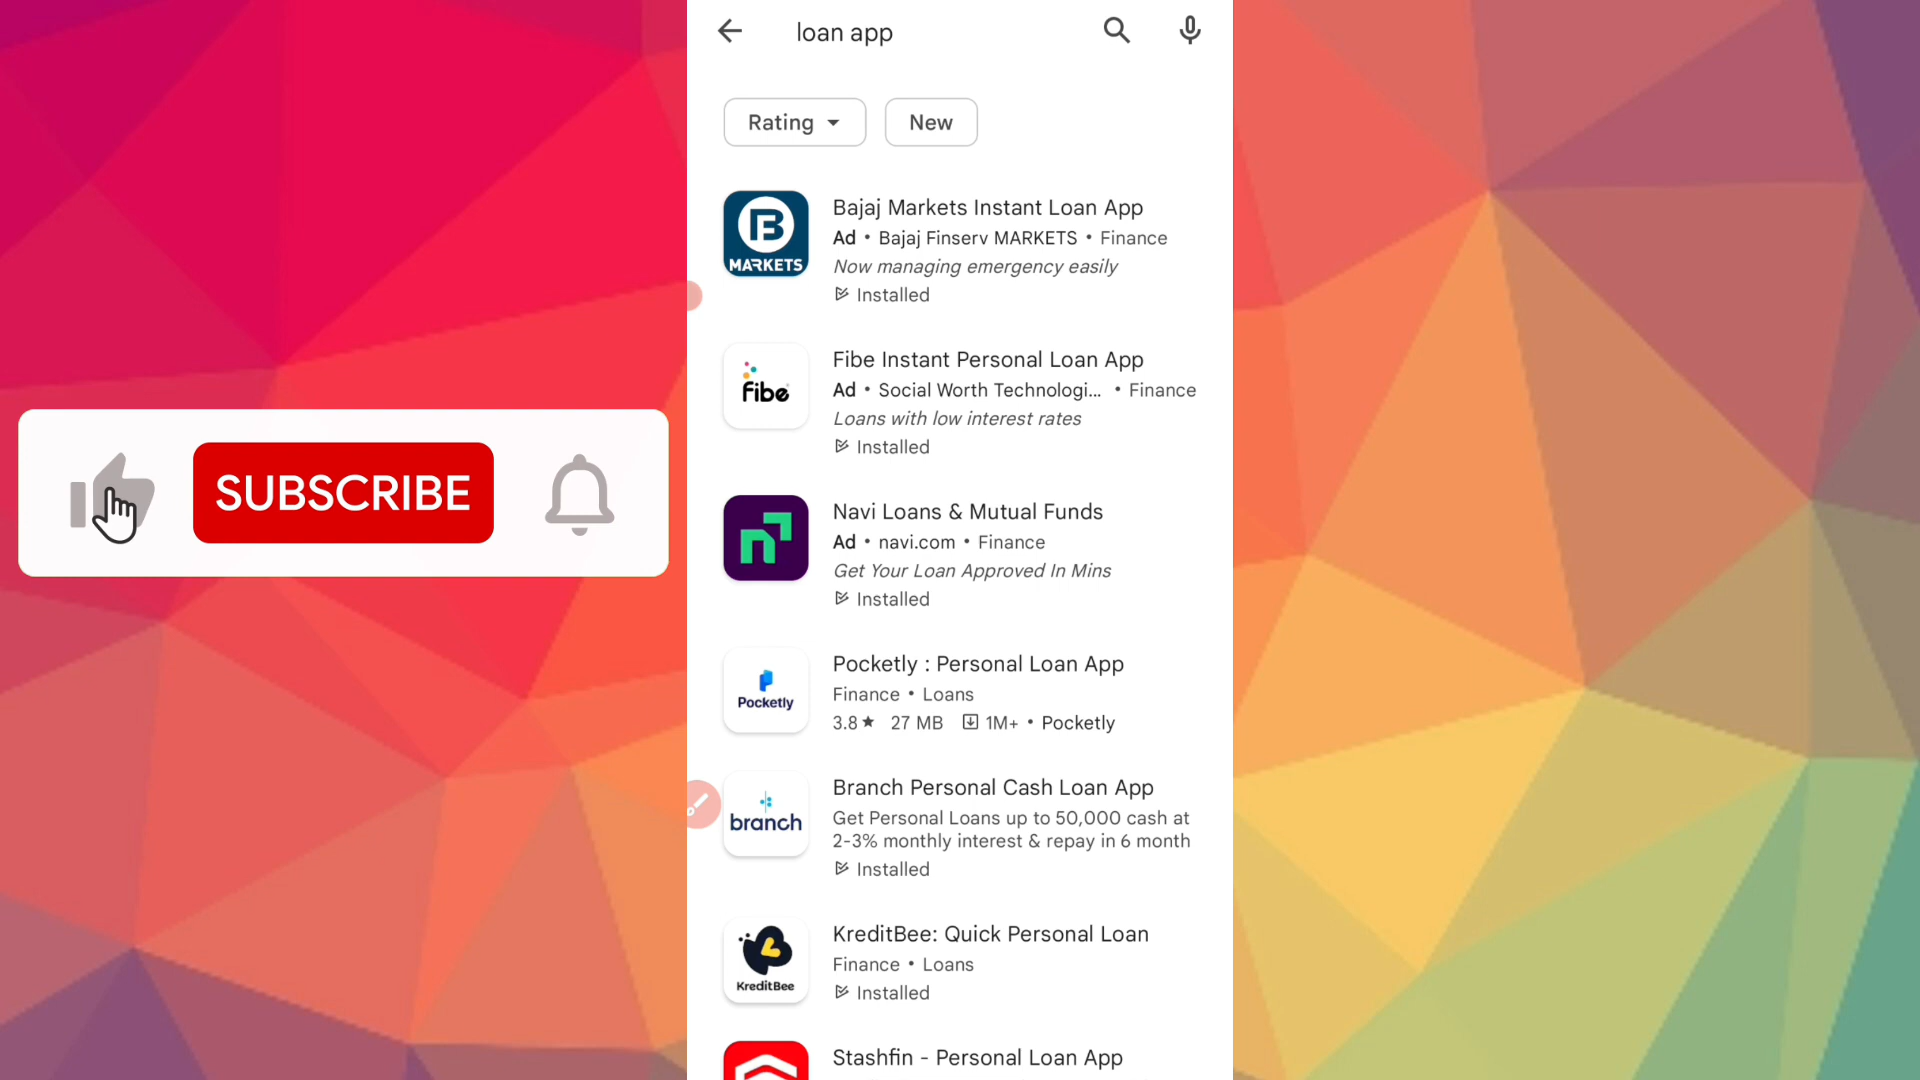 loan app
Rating
New
MARKETS
Bajaj Markets Instant Loan App
Ad • Bajaj Finserv MARKETS • Finance
Now managing emergency easily
Installed
fibe
Fibe Instant Personal Loan App
Ad • Social Worth Technologi... • Finance
Loans with low interest rates
Installed
SUBSCRIBE
Navi Loans & Mutual Funds
Ad • navi.com • Finance
Get Your Loan Approved In Mins
Installed
Pocketly
Pocketly : Personal Loan App
Finance • Loans
3.8★ 27 MB 1M+ • Pocketly
branch
Branch Personal Cash Loan App
Get Personal Loans up to 50,000 cash at
2-3% monthly interest & repay in 6 month
Installed
KreditBee
KreditBee: Quick Personal Loan
Finance • Loans
Installed
Stashfin - Personal Loan App